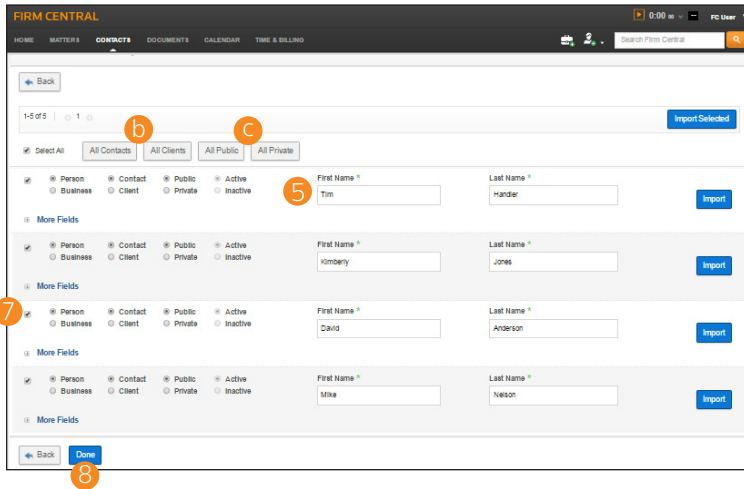 FIRM CENTRAL
0:00 m
FC User
HOME MATTERS CONTACTS DOCUMENTS CALENDAR TIME & BILLING
Search Firm Central
Back
1-5 of 5 1
Import Selected
b C
Select All All Contacts All Clients All Public All Private
Person Contact Public Active First Name * Last Name *
Business Client Private Inactive 5 Tim Handler Import
More Fields
Person Contact Public Active First Name * Last Name *
Business Client Private Inactive Kimberly Jones Import
More Fields
7 Person Contact Public Active First Name * Last Name *
Business Client Private Inactive David Anderson Import
More Fields
Person Contact Public Active First Name * Last Name *
Business Client Private Inactive Mike Nelson Import
More Fields
Back Done
8